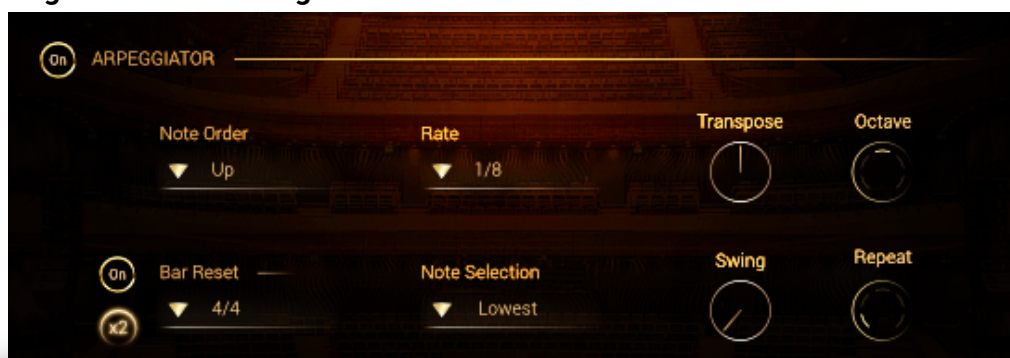 On ARPEGGIATOR
Note Order Rate Transpose Octave
Up 1/8
On Bar Reset Note Selection Swing Repeat
4/4 Lowest
x2